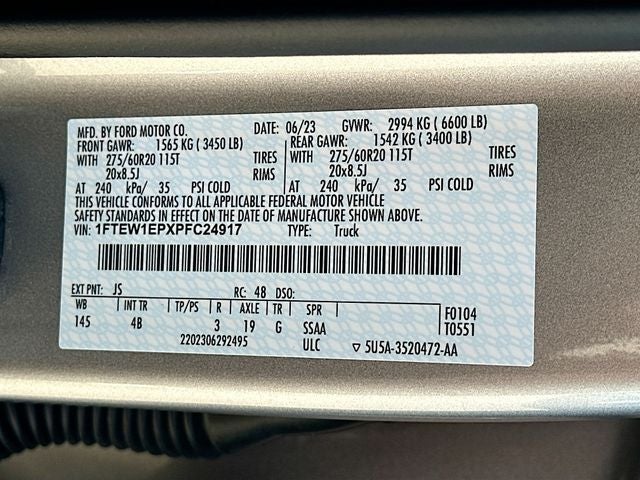 MFD. BY FORD MOTOR CO. DATE: 06/23 GVWR: 2994 KG ( 6600 LB)
FRONT GAWR: 1565 KG ( 3450 LB) REAR GAWR: 1542 KG ( 3400 LB)
WITH 275/60R20 115T TIRES WITH 275/60R20 115T TIRES
20x8.5J RIMS 20x8.5J RIMS
AT 240 kPa/ 35 PSI COLD AT 240 kPa/ 35 PSI COLD
THIS VEHICLE CONFORMS TO ALL APPLICABLE FEDERAL MOTOR VEHICLE
SAFETY STANDARDS IN EFFECT ON THE DATE OF MANUFACTURE SHOWN ABOVE.
VIN: 1FTEW1EPXPFC24917 TYPE: Truck
EXT PNT: JS RC: 48 DSO:
WB INT TR TP/PS R AXLE TR SPR F0104
145 4B 3 19 G SSAA T0551
2202306292495 ULC ▽ 5U5A-3520472-AA